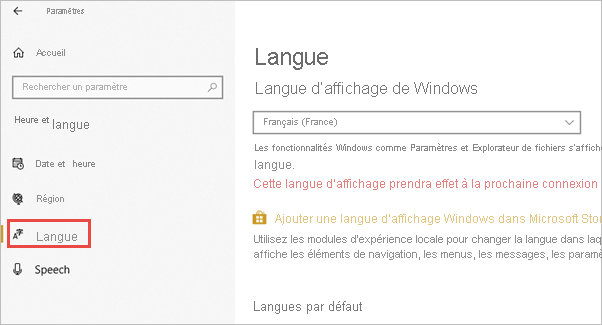 Paramètres
Accueil
Rechercher un paramètre
Heure et langue
Date et heure
Région
Langue
Speech
Langue
Langue d'affichage de Windows
Français (France)
Les fonctionnalités Windows comme Paramètres et Explorateur de fichiers s'affiche
langue.
Cette langue d'affichage prendra effet à la prochaine connexion
Ajouter une langue d'affichage Windows dans Microsoft Stor
Utilisez les modules d'expérience locale pour changer la langue dans laq
affiche les éléments de navigation, les menus, les messages, les paramè
Langues par défaut